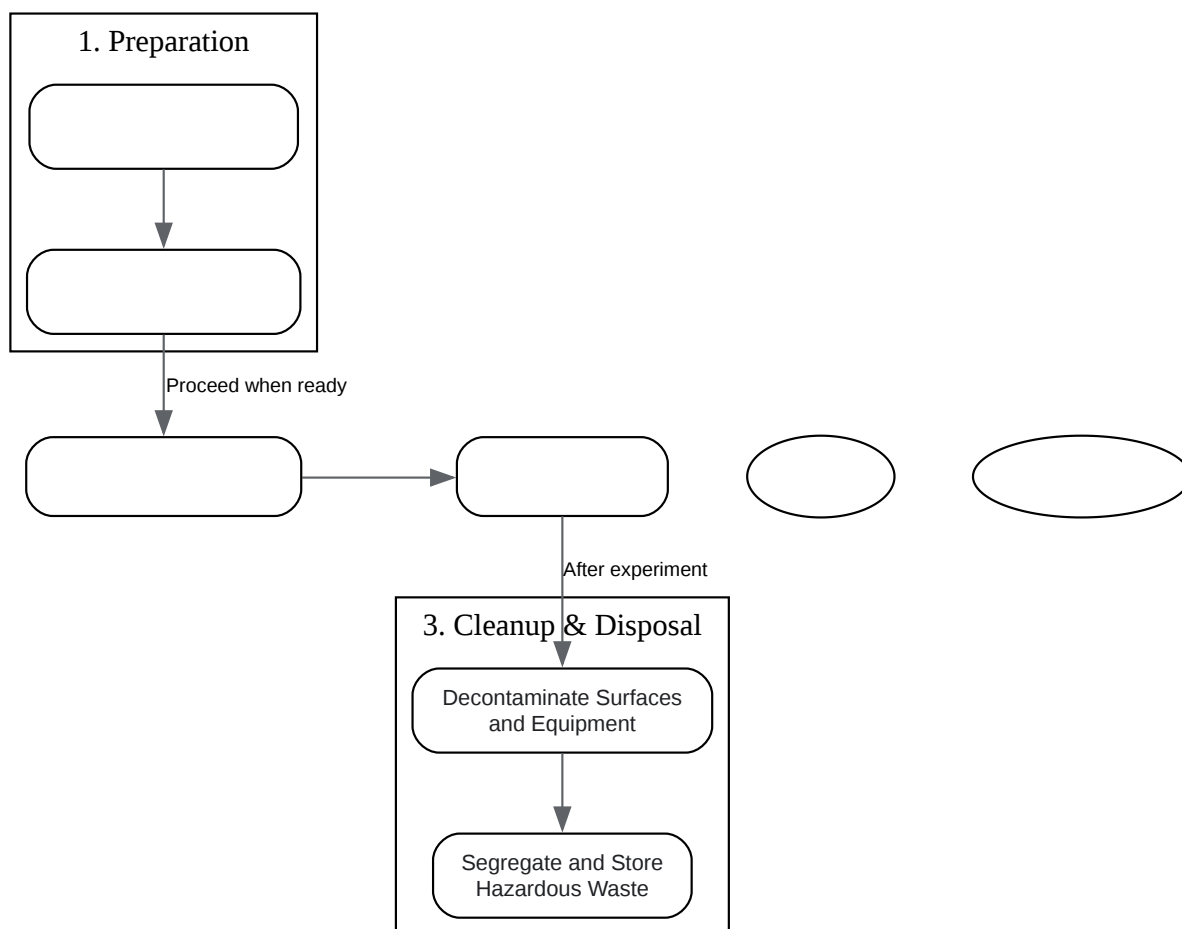 1. Preparation
Proceed when ready
After experiment
3. Cleanup & Disposal
Decontaminate Surfaces
and Equipment
Segregate and Store
Hazardous Waste